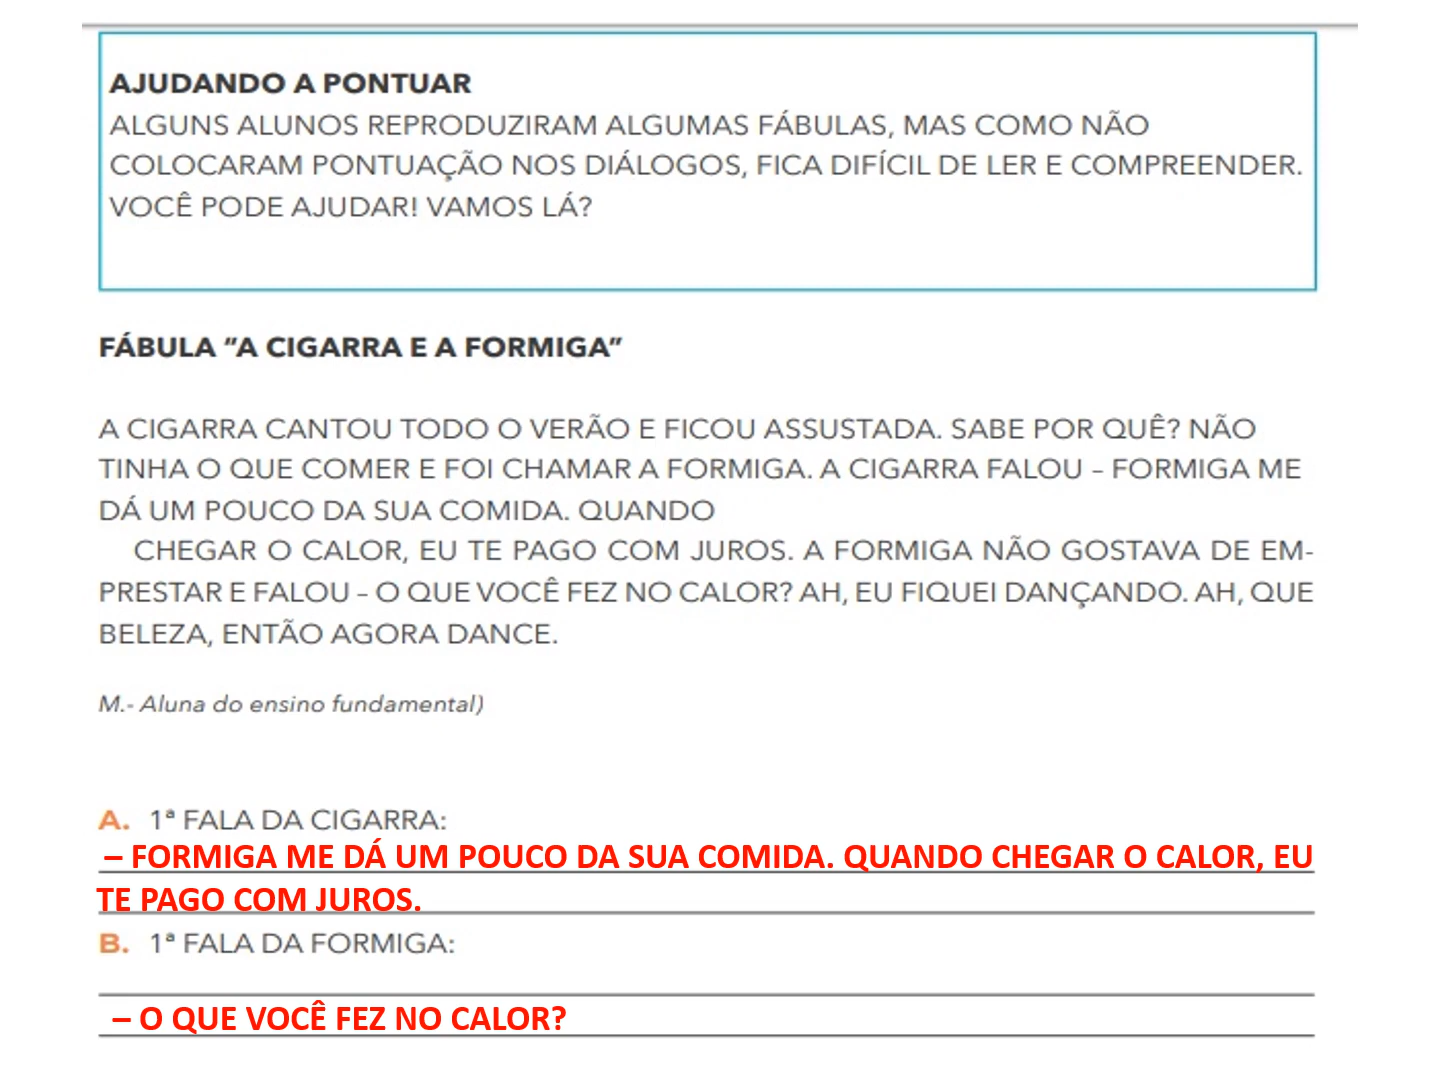 AJUDANDO A PONTUAR
ALGUNS ALUNOS REPRODUZIRAM ALGUMAS FÁBULAS, MAS COMO NÃO
COLOCARAM PONTUAÇÃO NOS DIÁLOGOS, FICA DIFÍCIL DE LER E COMPREENDER.
VOCÊ PODE AJUDAR! VAMOS LÁ?
FÁBULA “A CIGARRA E A FORMIGA”
A CIGARRA CANTOU TODO O VERÃO E FICOU ASSUSTADA. SABE POR QUÊ? NÃO
TINHA O QUE COMER E FOI CHAMAR A FORMIGA. A CIGARRA FALOU – FORMIGA ME
DÁ UM POUCO DA SUA COMIDA. QUANDO
CHEGAR O CALOR, EU TE PAGO COM JUROS. A FORMIGA NÃO GOSTAVA DE EM-
PRESTAR E FALOU – O QUE VOCÊ FEZ NO CALOR? AH, EU FIQUEI DANÇANDO. AH, QUE
BELEZA, ENTÃO AGORA DANCE.
M.- Aluna do ensino fundamental)
A. 1ª FALA DA CIGARRA:
– FORMIGA ME DÁ UM POUCO DA SUA COMIDA. QUANDO CHEGAR O CALOR, EU
TE PAGO COM JUROS.
B. 1ª FALA DA FORMIGA:
– O QUE VOCÊ FEZ NO CALOR?